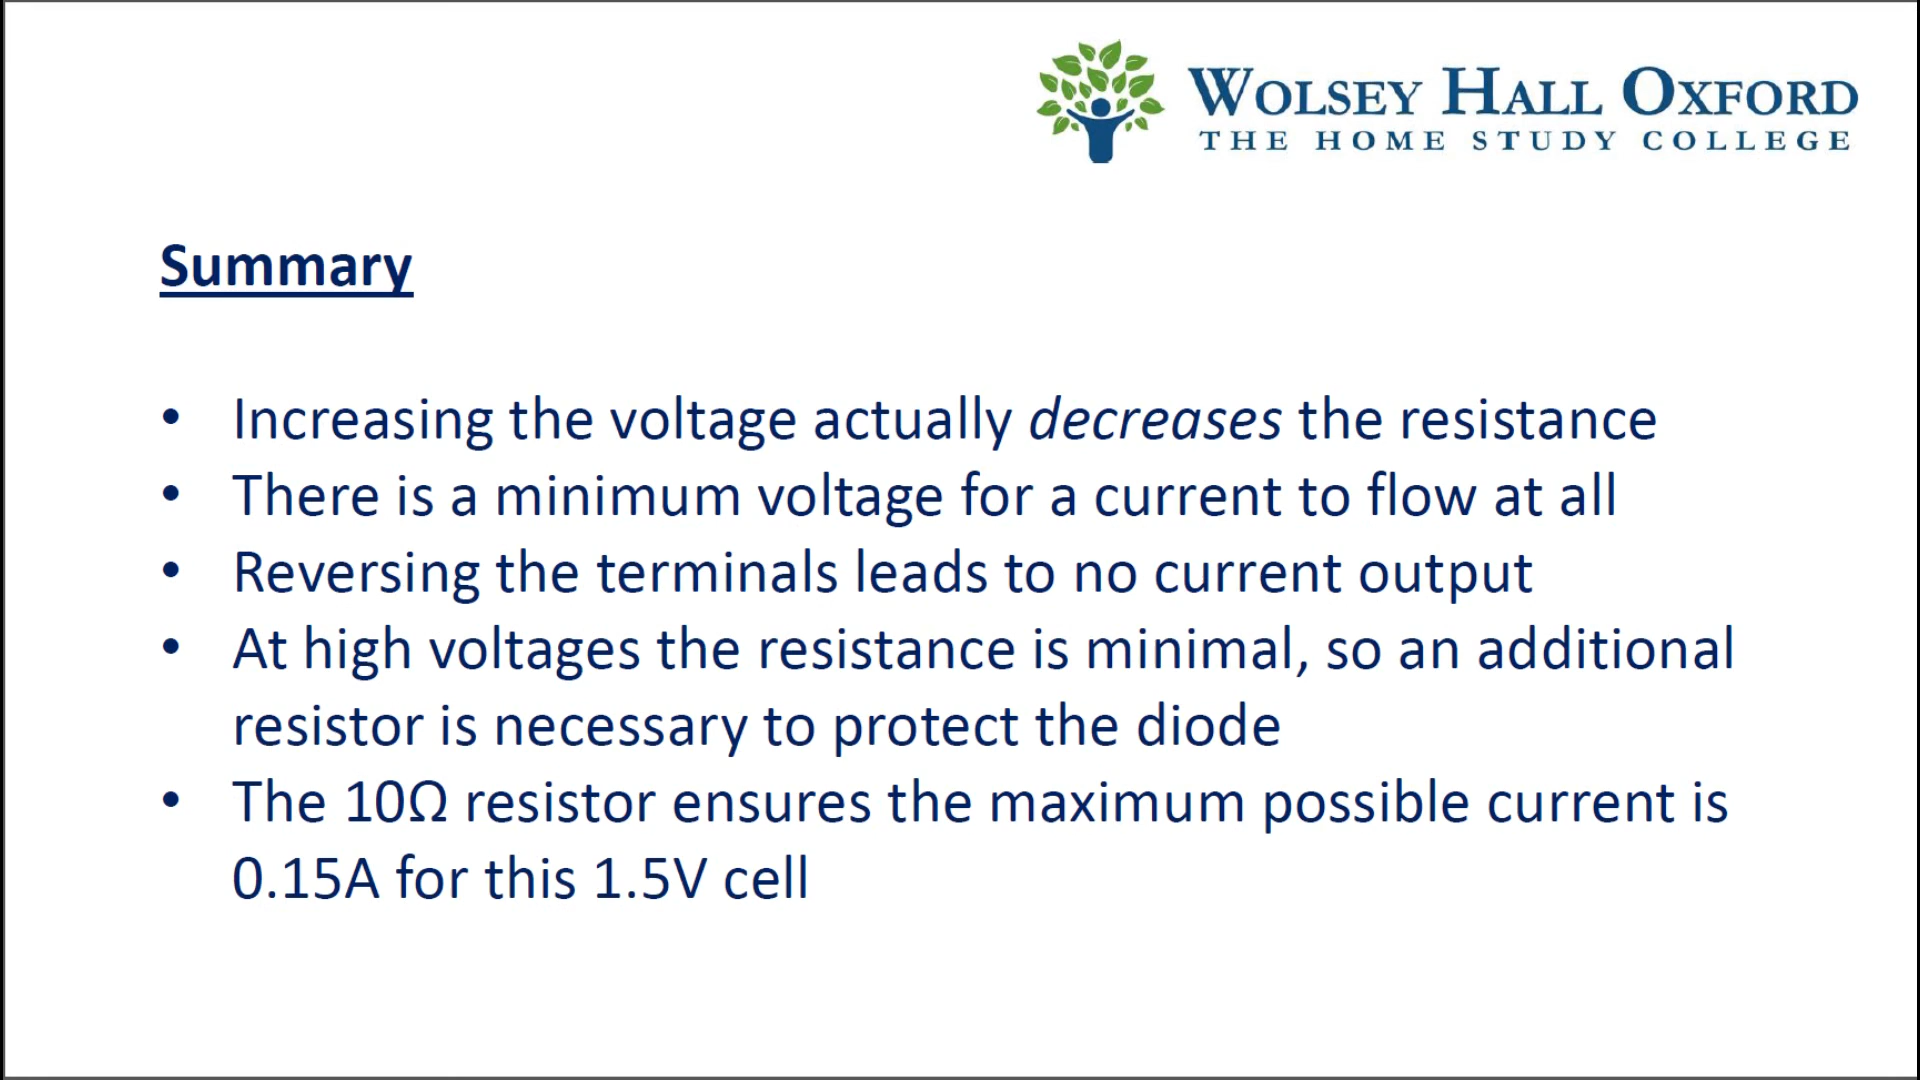 WOLSEY HALL OXFORD
THE HOME STUDY COLLEGE
Summary
• Increasing the voltage actually decreases the resistance
• There is a minimum voltage for a current to flow at all
• Reversing the terminals leads to no current output
• At high voltages the resistance is minimal, so an additional
resistor is necessary to protect the diode
• The 10Ω resistor ensures the maximum possible current is
0.15A for this 1.5V cell